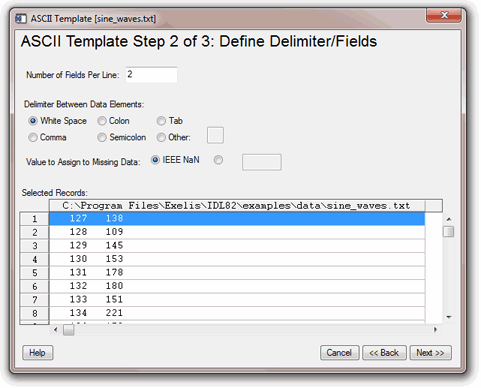 ASCII Template [sine_waves.txt]
ASCII Template Step 2 of 3: Define Delimiter/Fields
Number of Fields Per Line: 2
Delimiter Between Data Elements:
White Space Colon Tab
Comma Semicolon Other:
Value to Assign to Missing Data: IEEE NaN
Selected Records:
C:\Program Files\Exelis\IDL82\examples\data\sine_waves.txt
1 127 138
2 128 109
3 129 145
4 130 153
5 131 178
6 132 180
7 133 151
8 134 221
Help Cancel << Back Next >>